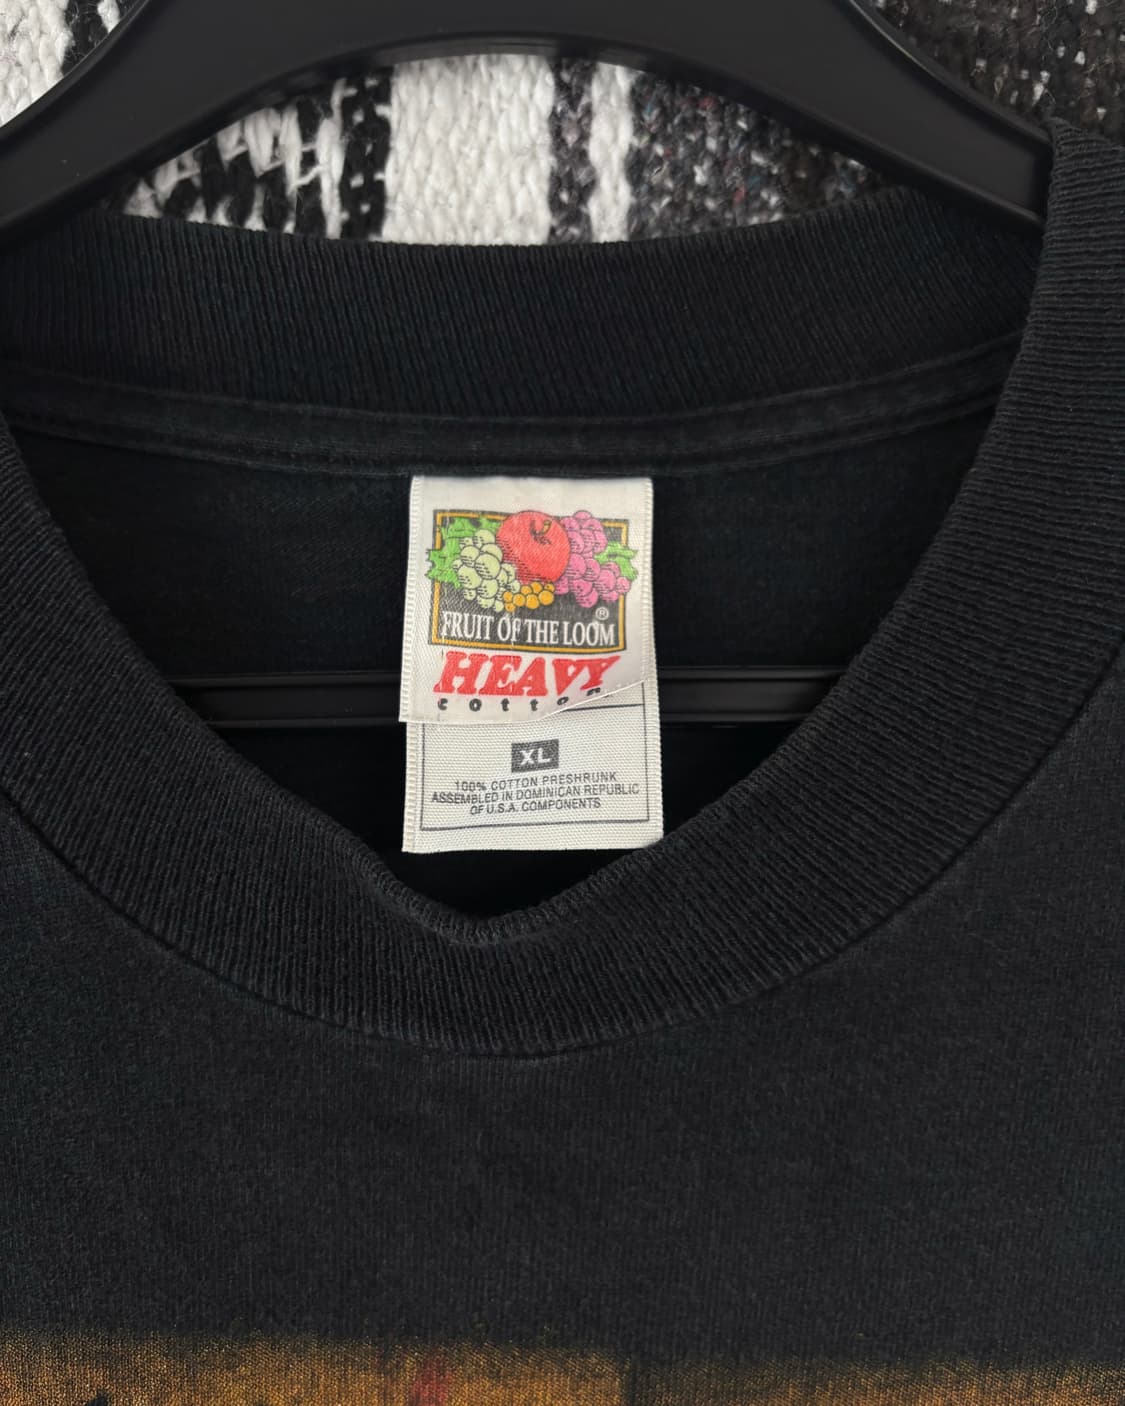 ®
FRUIT OF THE LOOM
HEAVY
cotton
XL
100% COTTON PRESHRUNK
ASSEMBLED IN DOMINICAN REPUBLIC
OF U.S.A. COMPONENTS